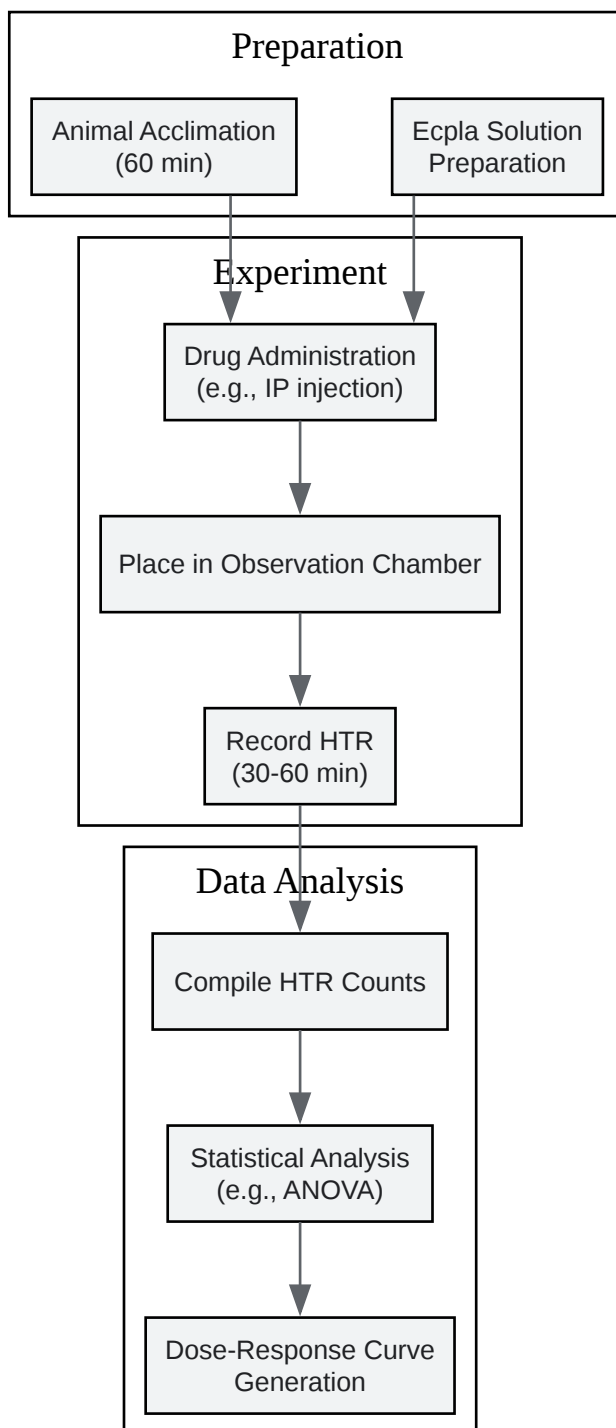 Preparation
Animal Acclimation
(60 min)
Ecpla Solution
Preparation
Experiment
Drug Administration
(e.g., IP injection)
Place in Observation Chamber
Record HTR
(30-60 min)
Data Analysis
Compile HTR Counts
Statistical Analysis
(e.g., ANOVA)
Dose-Response Curve
Generation